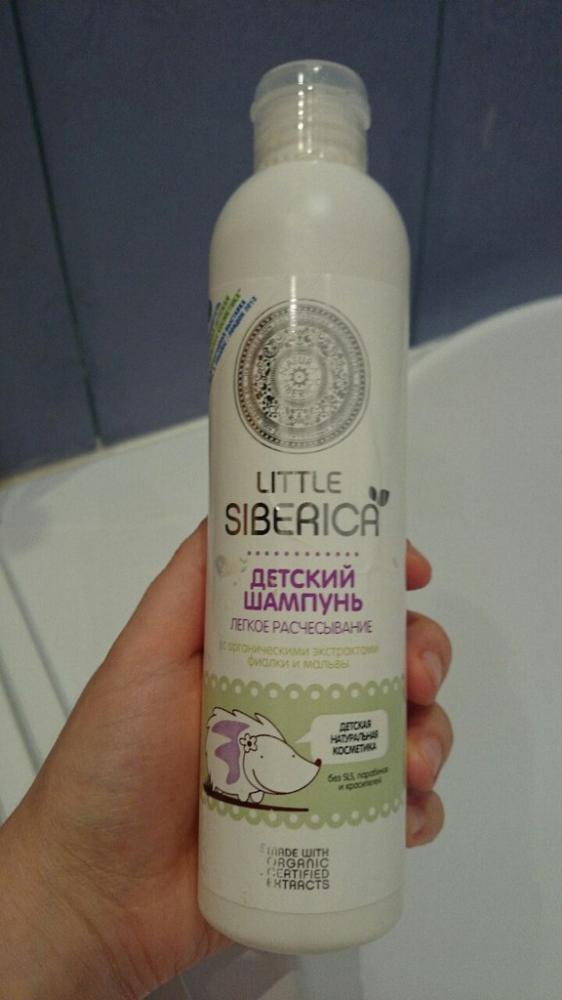 LITTLE
SIBERICA
ДЕТСКИЙ
ШАМПУНЬ
ЛЕГКОЕ РАСЧЕСЫВАНИЕ
с органическими экстрактами
фиалки и мальвы
ДЕТСКАЯ
НАТУРАЛЬНАЯ
КОСМЕТИКА
без SLS, парабенов
и красителей
MADE WITH
ORGANIC
CERTIFIED
EXTRACTS